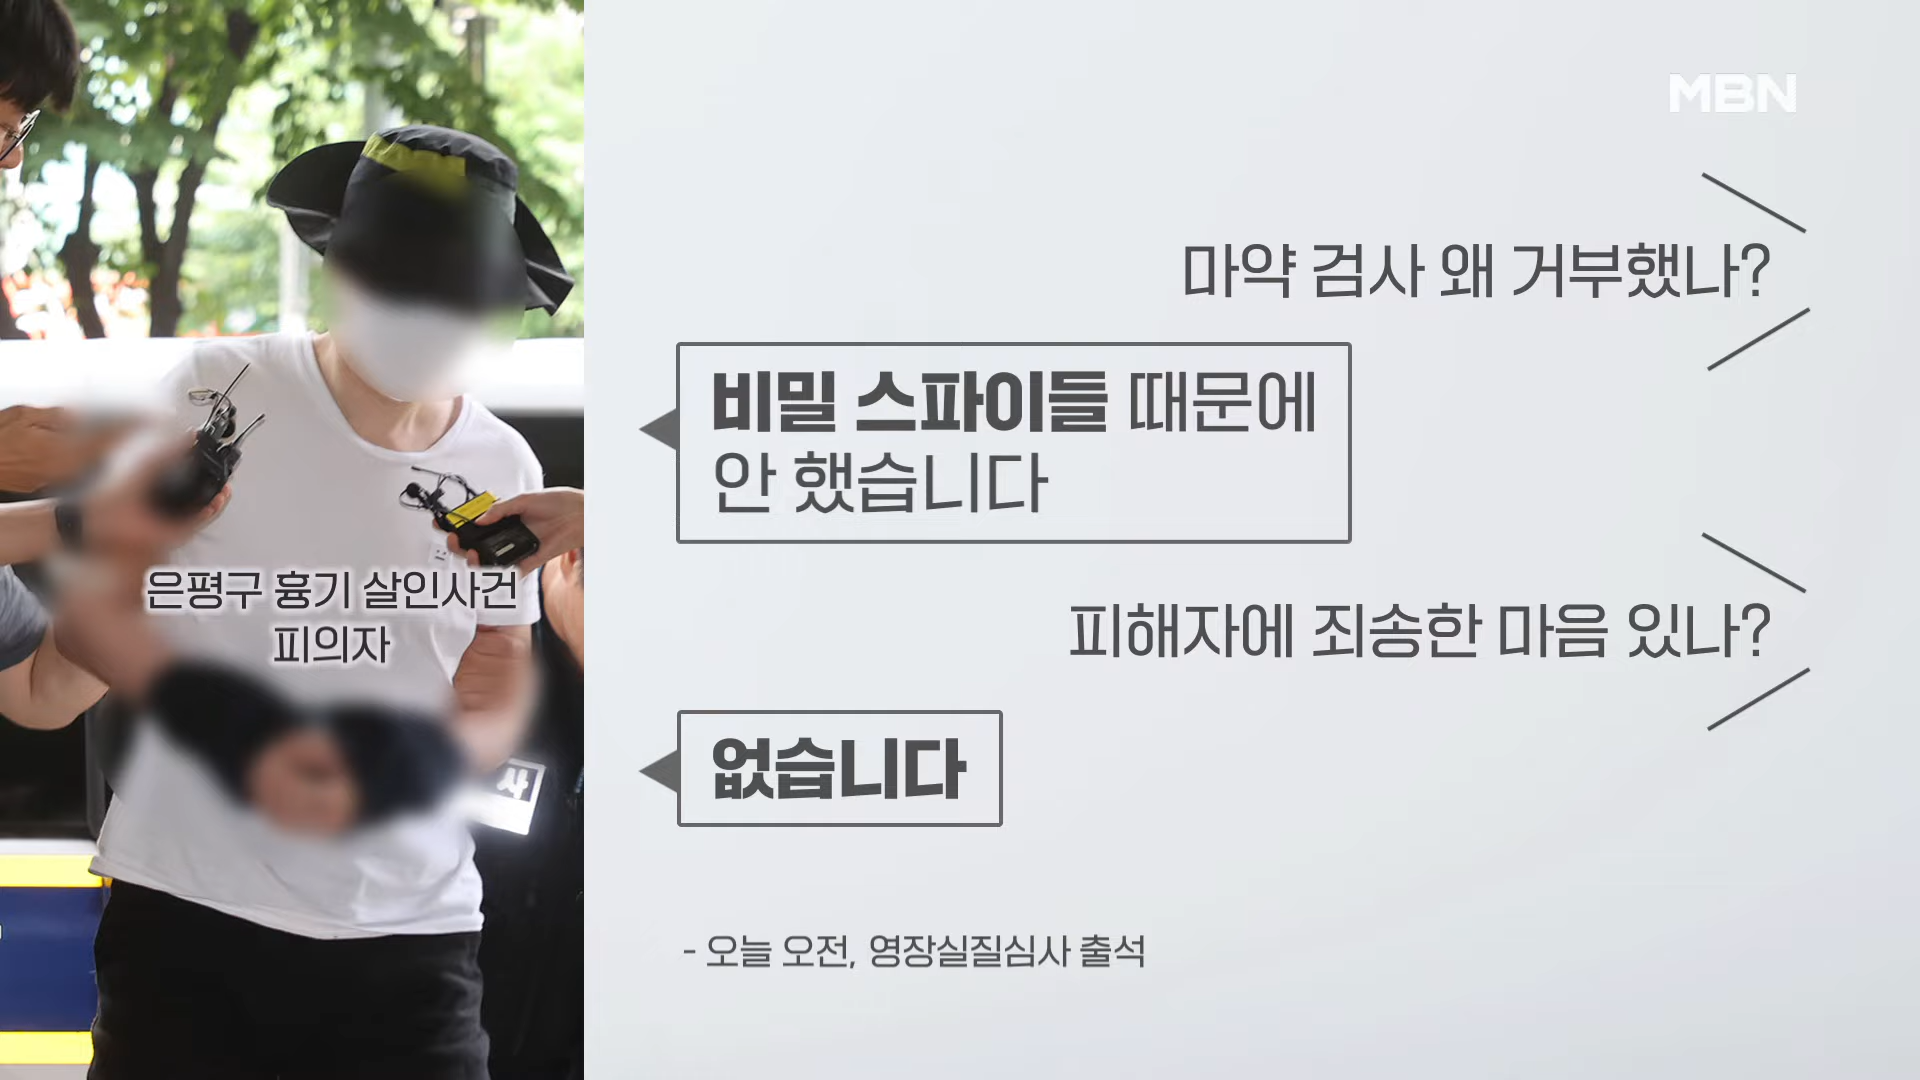 MBN
마약 검사 왜 거부했나?
비밀 스파이들 때문에
안 했습니다
피해자에 죄송한 마음 있나?
없습니다
- 오늘 오전, 영장실질심사 출석
은평구 흉기 살인사건
피의자
사